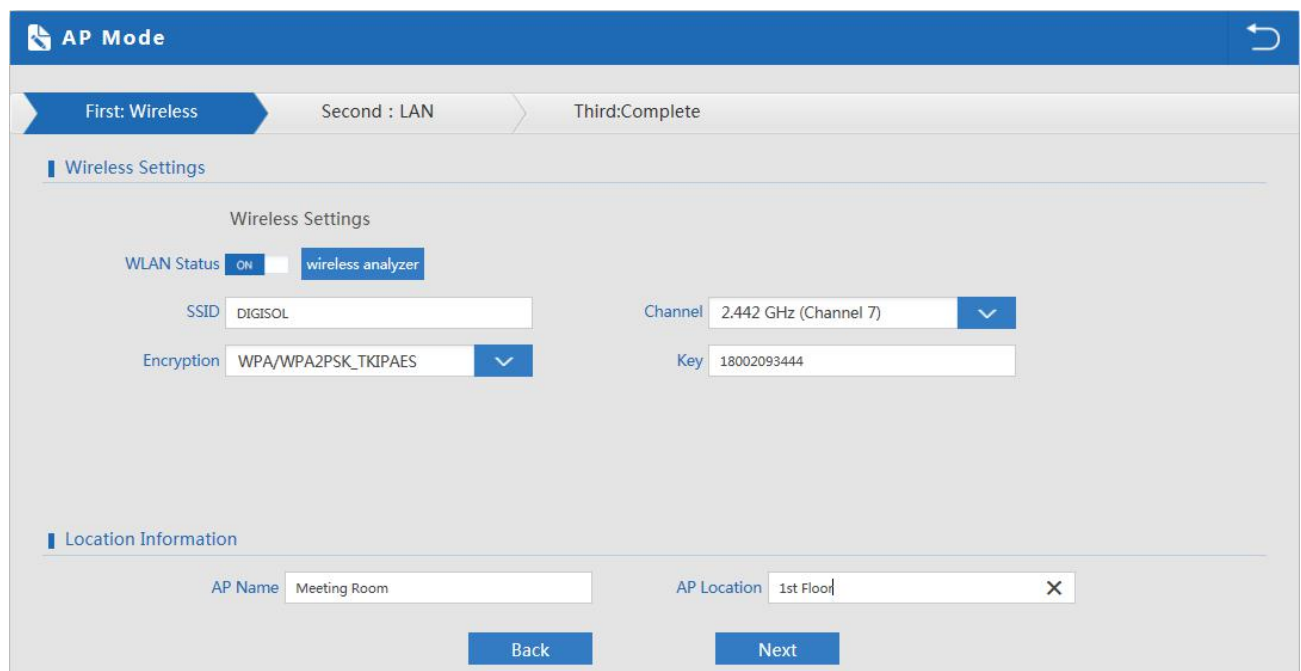 AP Mode
First: Wireless Second : LAN Third:Complete
Wireless Settings
Wireless Settings
WLAN Status ON wireless analyzer
SSID DIGISOL Channel 2.442 GHz (Channel 7)
Encryption WPA/WPA2PSK_TKIPAES Key 18002093444
Location Information
AP Name Meeting Room AP Location 1st Floor
Back Next